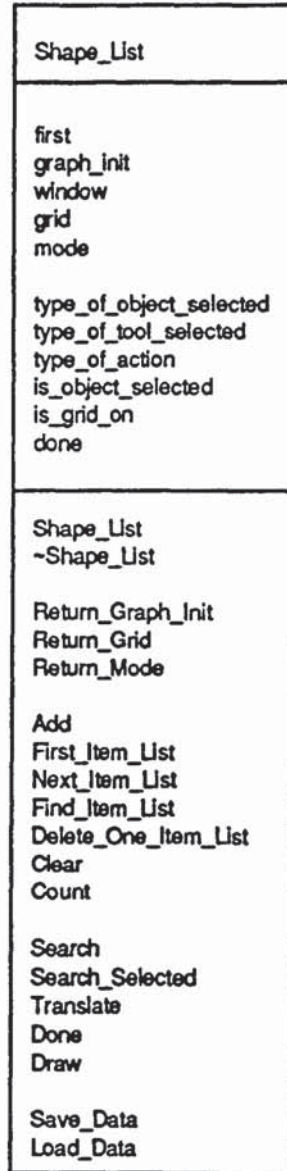 Shape_List
first
graph_init
window
grid
mode
type_of_object_selected
type_of_tool_selected
type_of_action
is_object_selected
is_grid_on
done
Shape_List
~Shape_List
Return_Graph_Init
Return_Grid
Return_Mode
Add
First_Item_List
Next_Item_List
Find_Item_List
Delete_One_Item_List
Clear
Count
Search
Search_Selected
Translate
Done
Draw
Save_Data
Load_Data